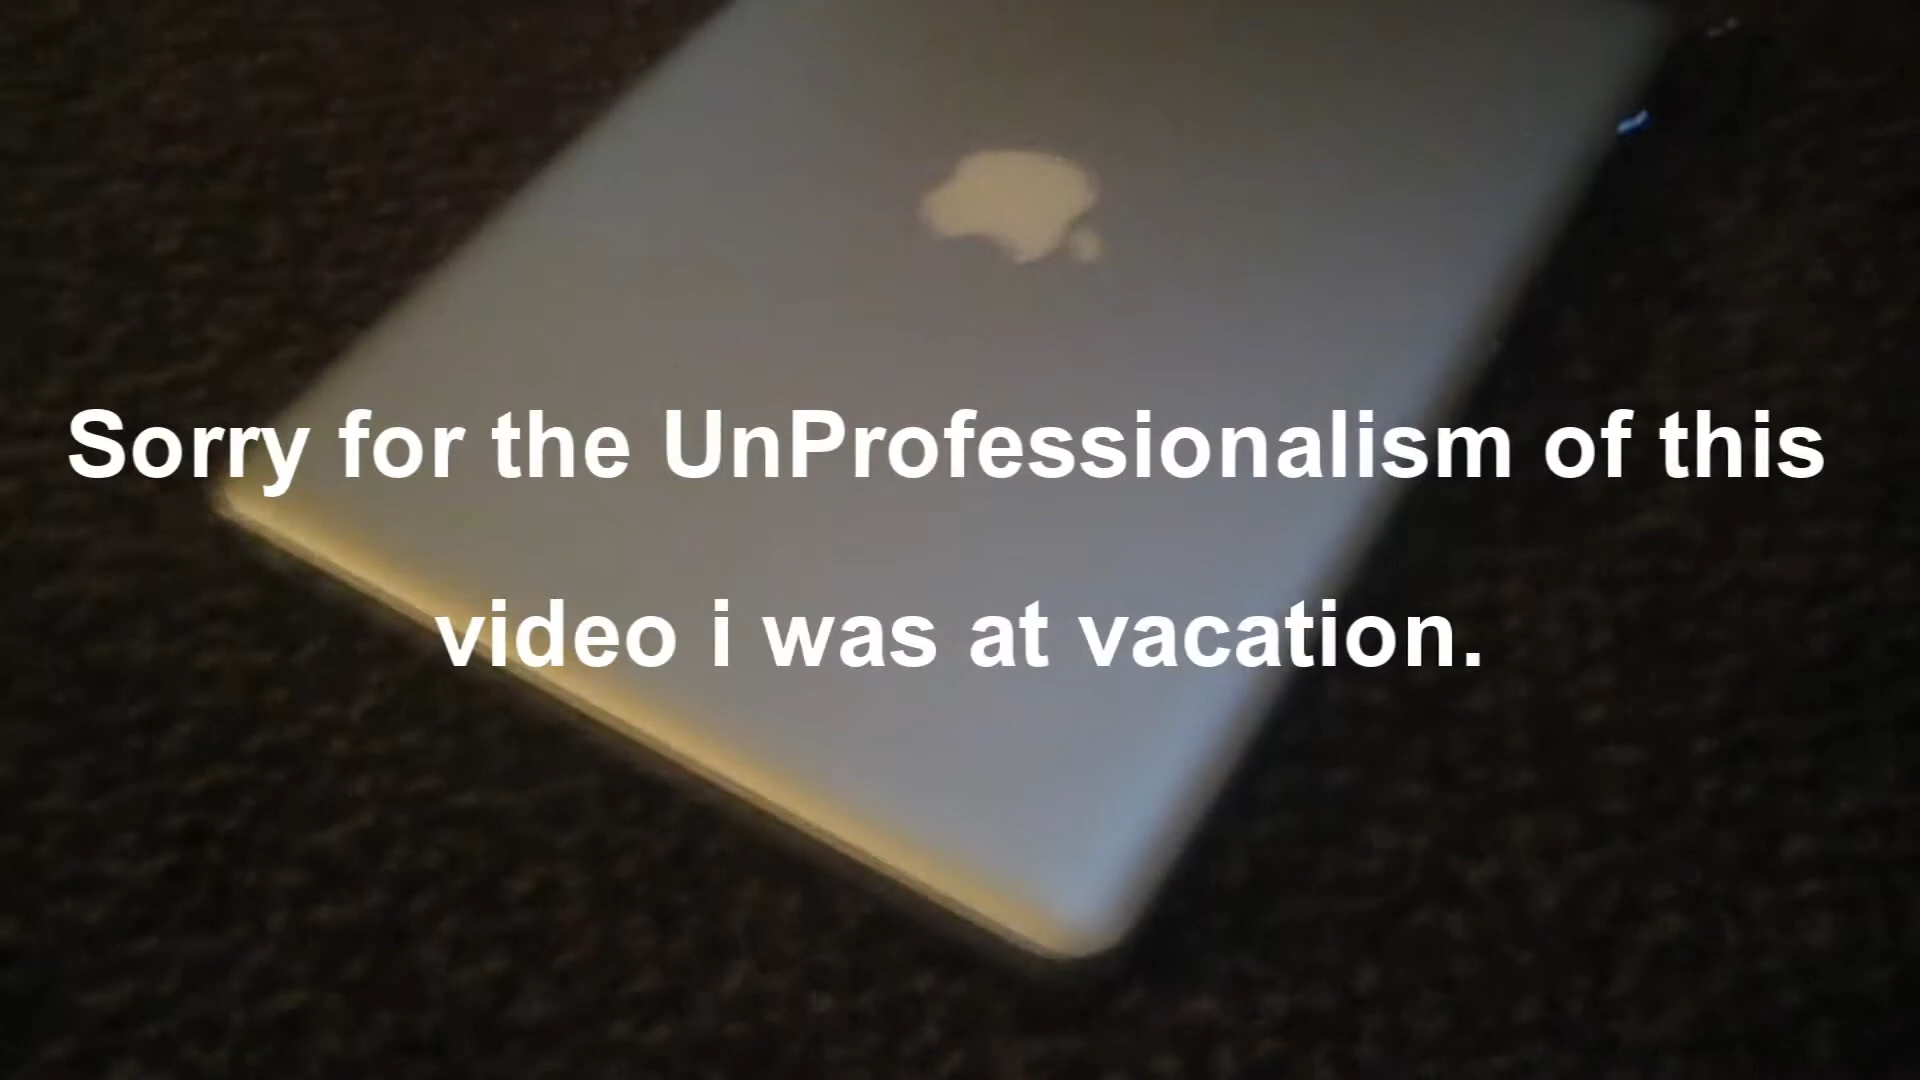 Sorry for the UnProfessionalism of this
video i was at vacation.